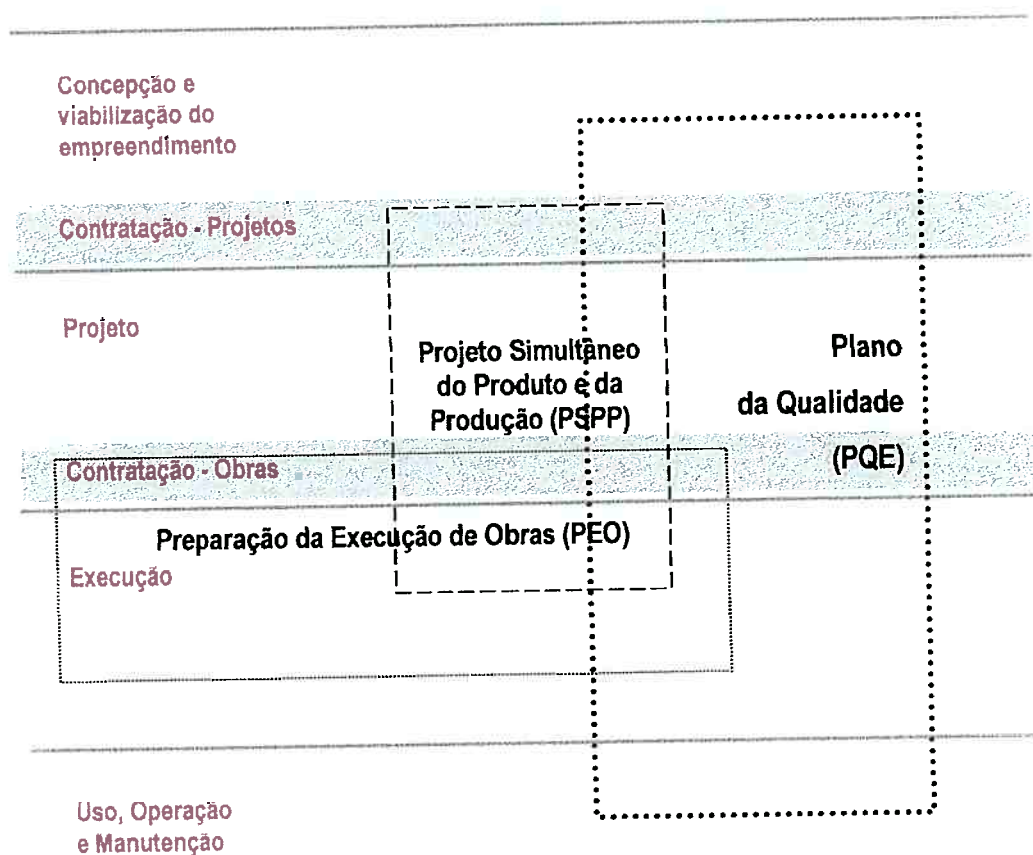 Concepção e
viabilização do
empreendimento
Contratação - Projetos
Projeto
Projeto Simultâneo
do Produto e da
Produção (PSPP)
Plano
da Qualidade
(PQE)
Contratação - Obras
Preparação da Execução de Obras (PEO)
Execução
Uso, Operação
e Manutenção